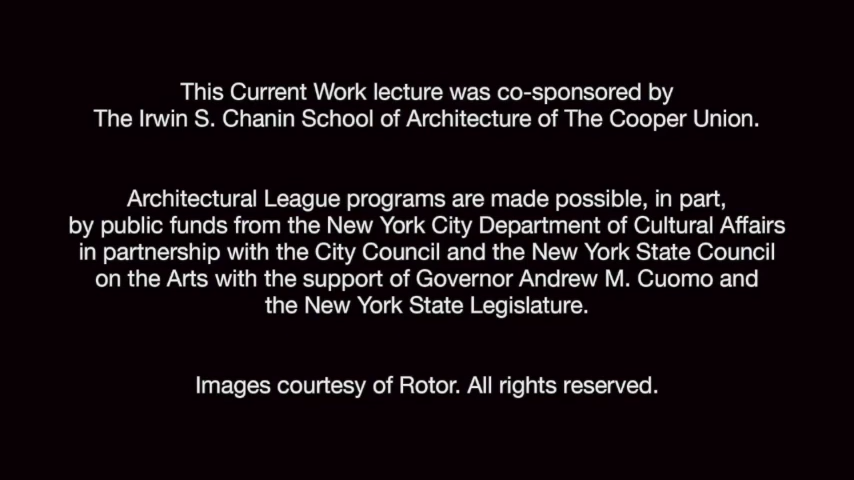 This Current Work lecture was co-sponsored by
The Irwin S. Chanin School of Architecture of The Cooper Union.
Architectural League programs are made possible, in part,
by public funds from the New York City Department of Cultural Affairs
in partnership with the City Council and the New York State Council
on the Arts with the support of Governor Andrew M. Cuomo and
the New York State Legislature.
Images courtesy of Rotor. All rights reserved.